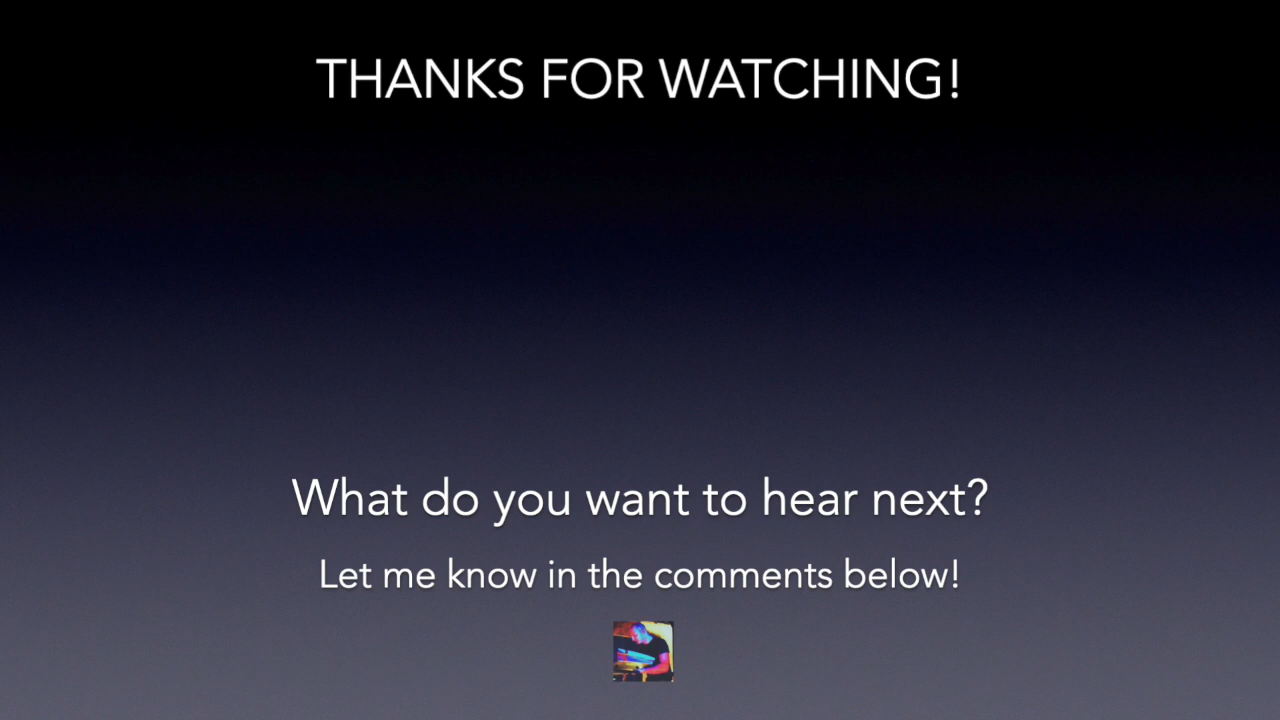 THANKS FOR WATCHING!
What do you want to hear next?
Let me know in the comments below!